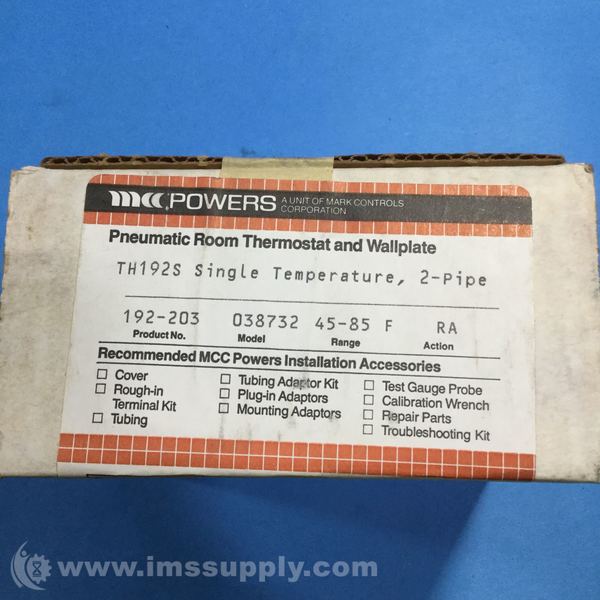 mcc POWERS A UNIT OF MARK CONTROLS
CORPORATION
Pneumatic Room Thermostat and Wallplate
TH192S Single Temperature, 2-Pipe
192-203 038732 45-85 F RA
Product No. Model Range Action
Recommended MCC Powers Installation Accessories
Cover
Rough-in
Terminal Kit
Tubing
Tubing Adaptor Kit
Plug-in Adaptors
Mounting Adaptors
Test Gauge Probe
Calibration Wrench
Repair Parts
Troubleshooting Kit
www.imssupply.com